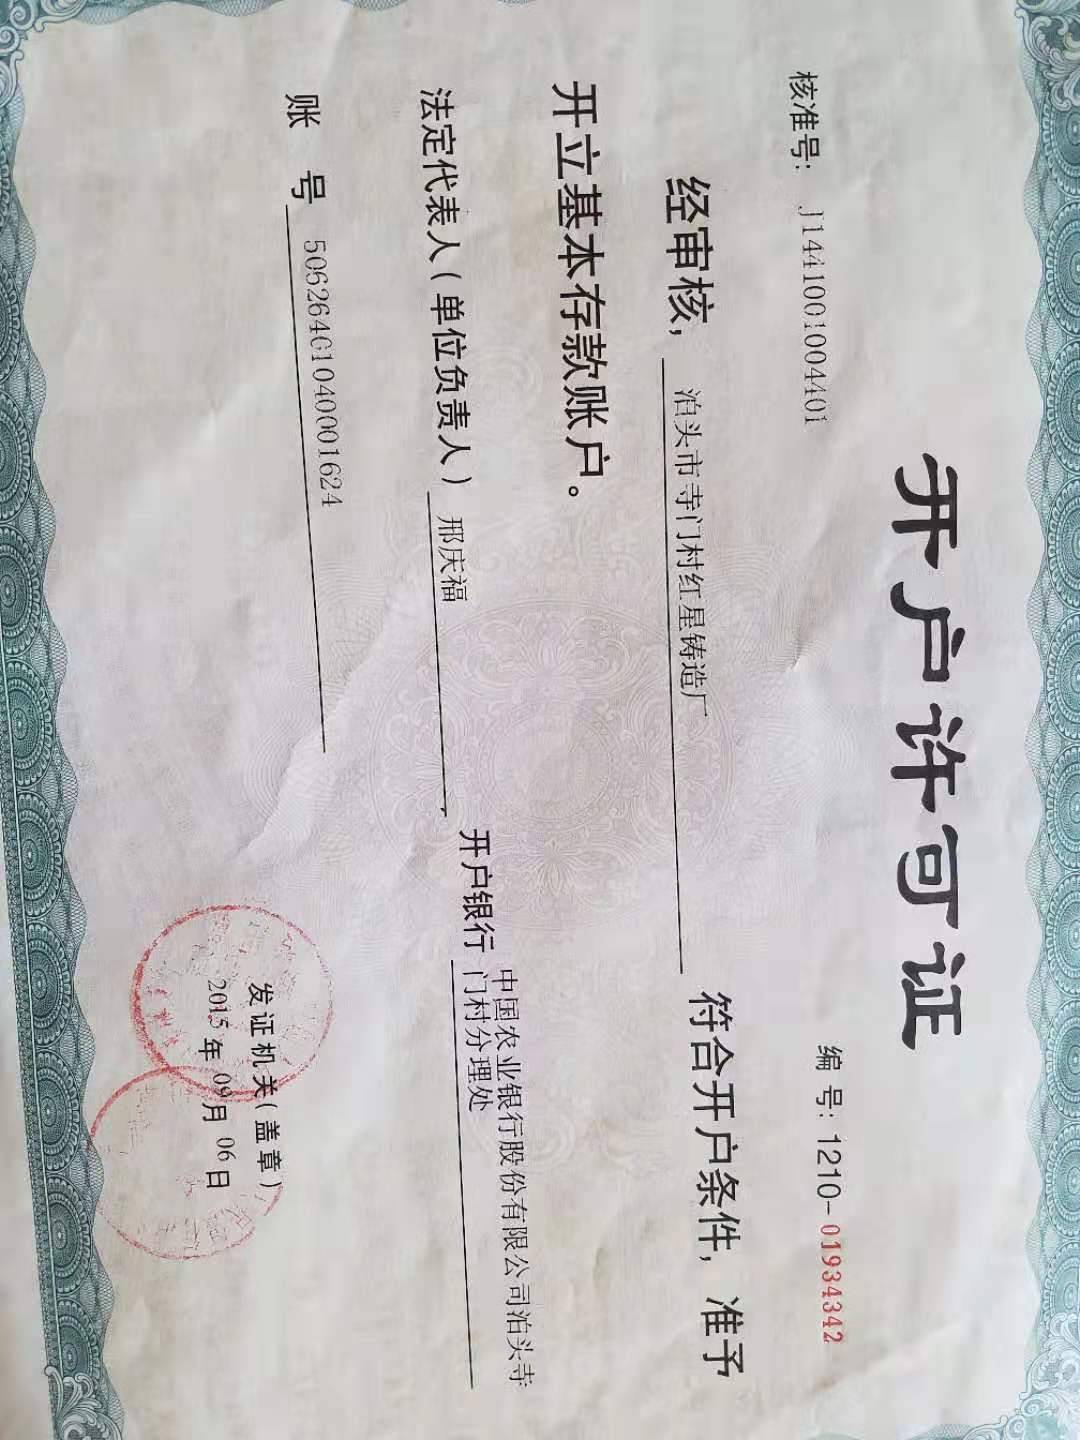 开户许可证
核准号: J1441001004401
编号: 1210-01934342
经审核, 泊头市寺门村红星铸造厂 符合开户条件, 准予
开立基本存款账户。
法定代表人(单位负责人) 邢庆福 开户银行 中国农业银行股份有限公司泊头寺
门村分理处
账 号 50626461040001624
发证机关(盖章)
2015年09月06日